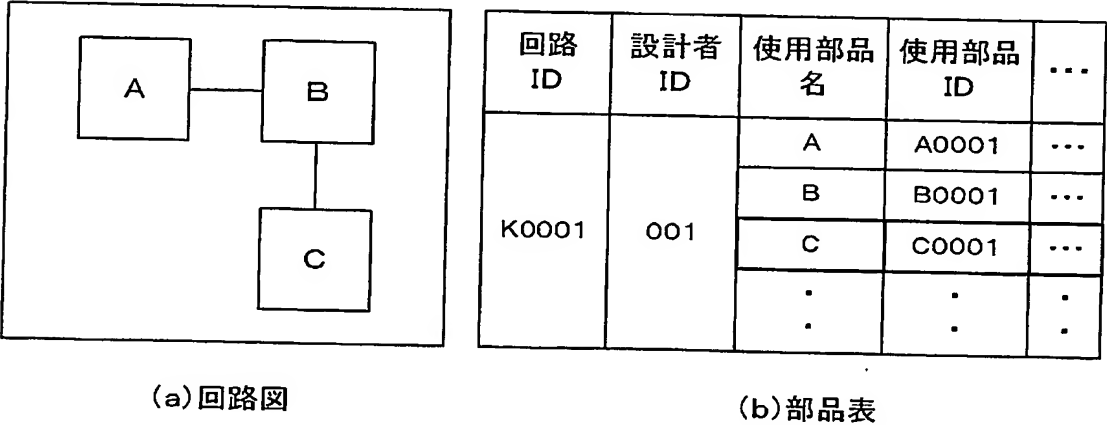 A
B
C
(a)回路図
回路
ID
設計者
ID
使用部品
名
使用部品
ID
・・・
K0001
001
A
A0001
・・・
B
B0001
・・・
C
C0001
・・・
・
・
・
・
・
・
(b)部品表